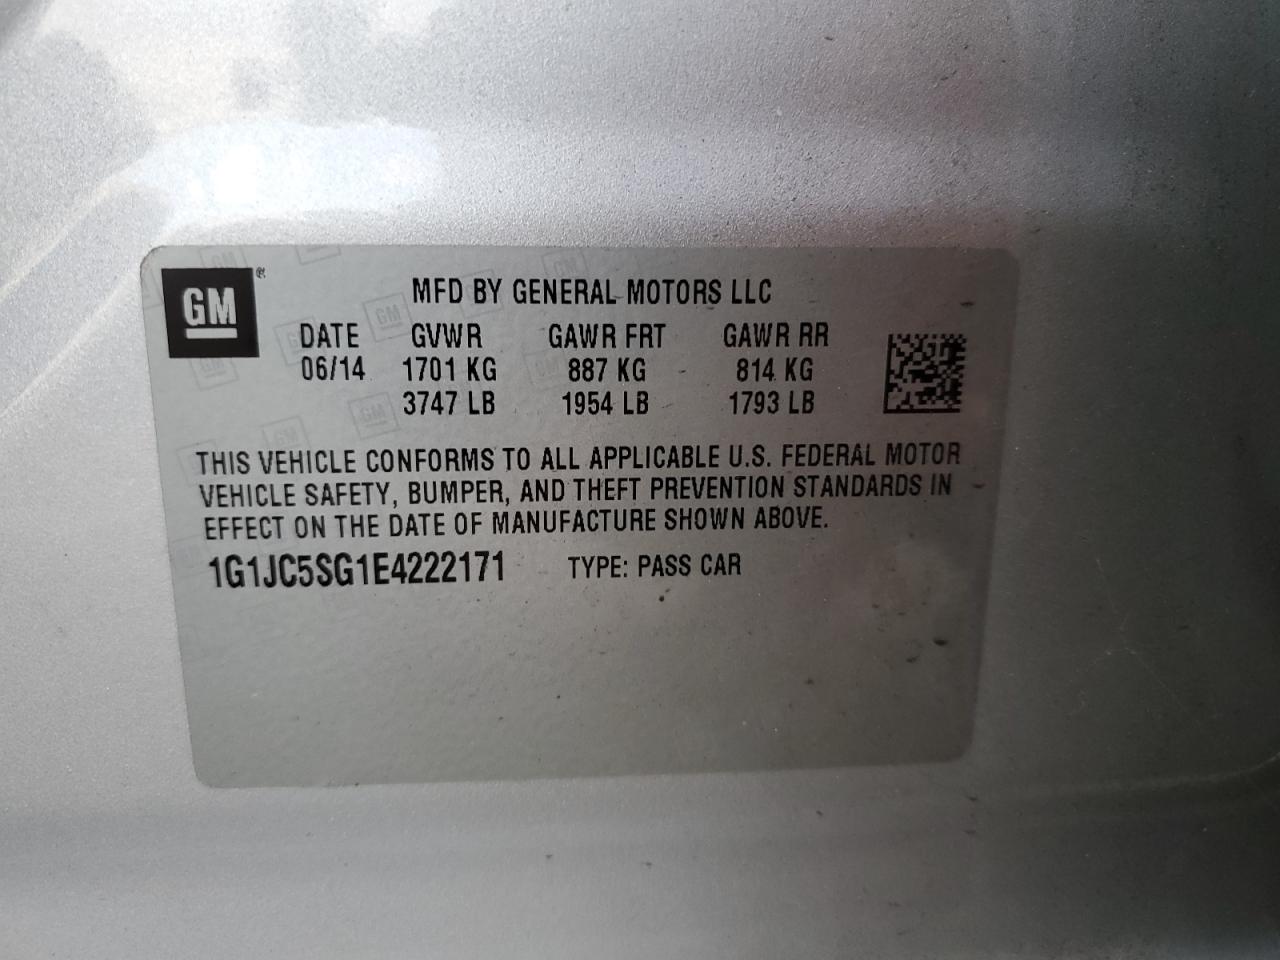 GM ®
MFD BY GENERAL MOTORS LLC
DATE GVWR GAWR FRT GAWR RR
06/14 1701 KG 887 KG 814 KG
3747 LB 1954 LB 1793 LB
THIS VEHICLE CONFORMS TO ALL APPLICABLE U.S. FEDERAL MOTOR
VEHICLE SAFETY, BUMPER, AND THEFT PREVENTION STANDARDS IN
EFFECT ON THE DATE OF MANUFACTURE SHOWN ABOVE.
1G1JC5SG1E4222171 TYPE: PASS CAR